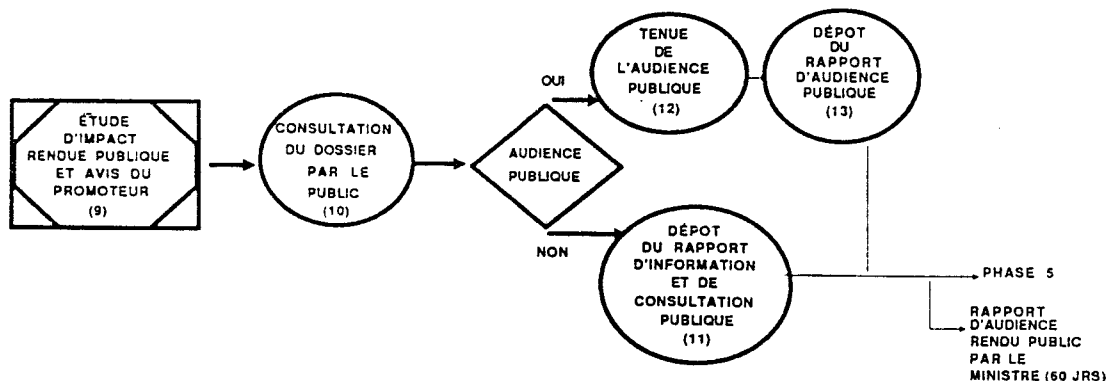 ÉTUDE
D'IMPACT
RENDUE PUBLIQUE
ET AVIS DU
PROMOTEUR
(9)
CONSULTATION
DU DOSSIER
PAR LE
PUBLIC
(10)
AUDIENCE
PUBLIQUE
OUI
TENUE
DE
L'AUDIENCE
PUBLIQUE
(12)
DÉPOT
DU
RAPPORT
D'AUDIENCE
PUBLIQUE
(13)
NON
DÉPOT
DU RAPPORT
D'INFORMATION
ET DE
CONSULTATION
PUBLIQUE
(11)
PHASE 5
RAPPORT
D'AUDIENCE
RENDU PUBLIC
PAR LE
MINISTRE (60 JRS)